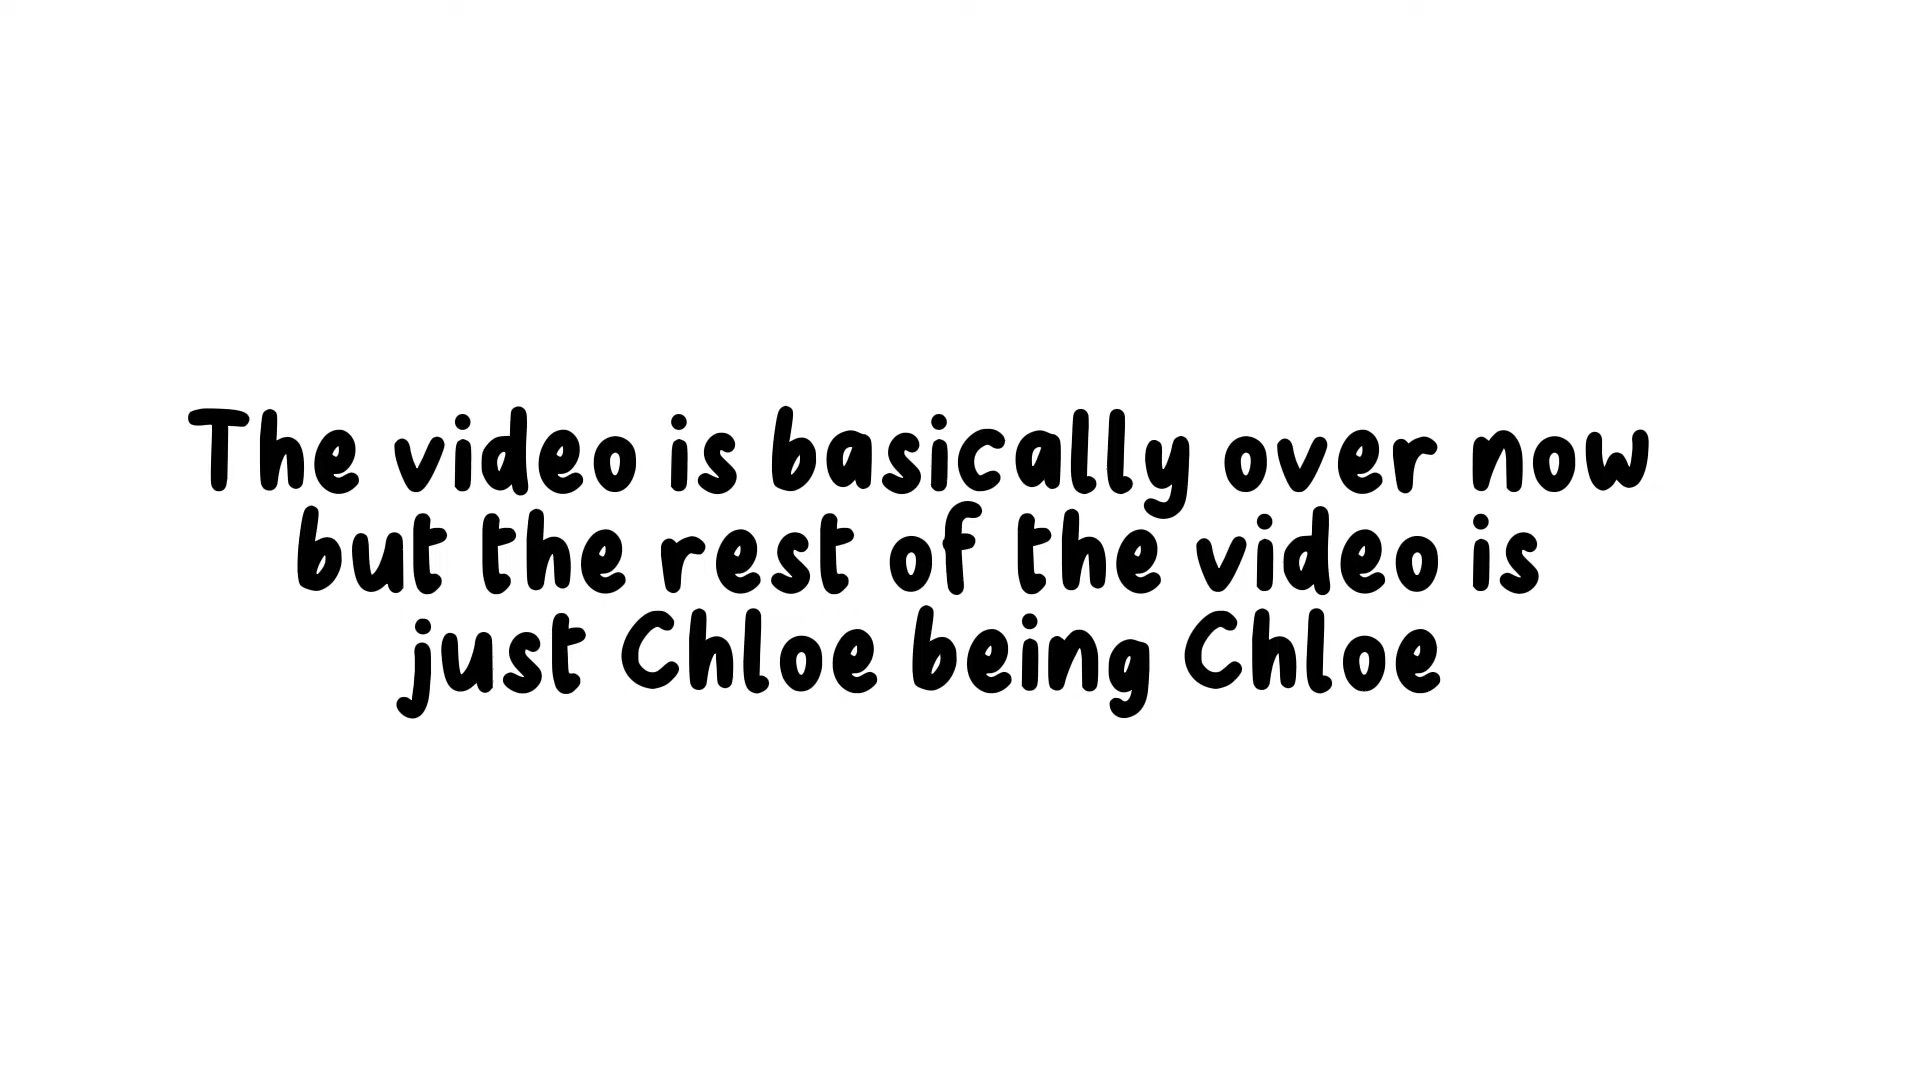 The video is basically over now
but the rest of the video is
just Chloe being Chloe